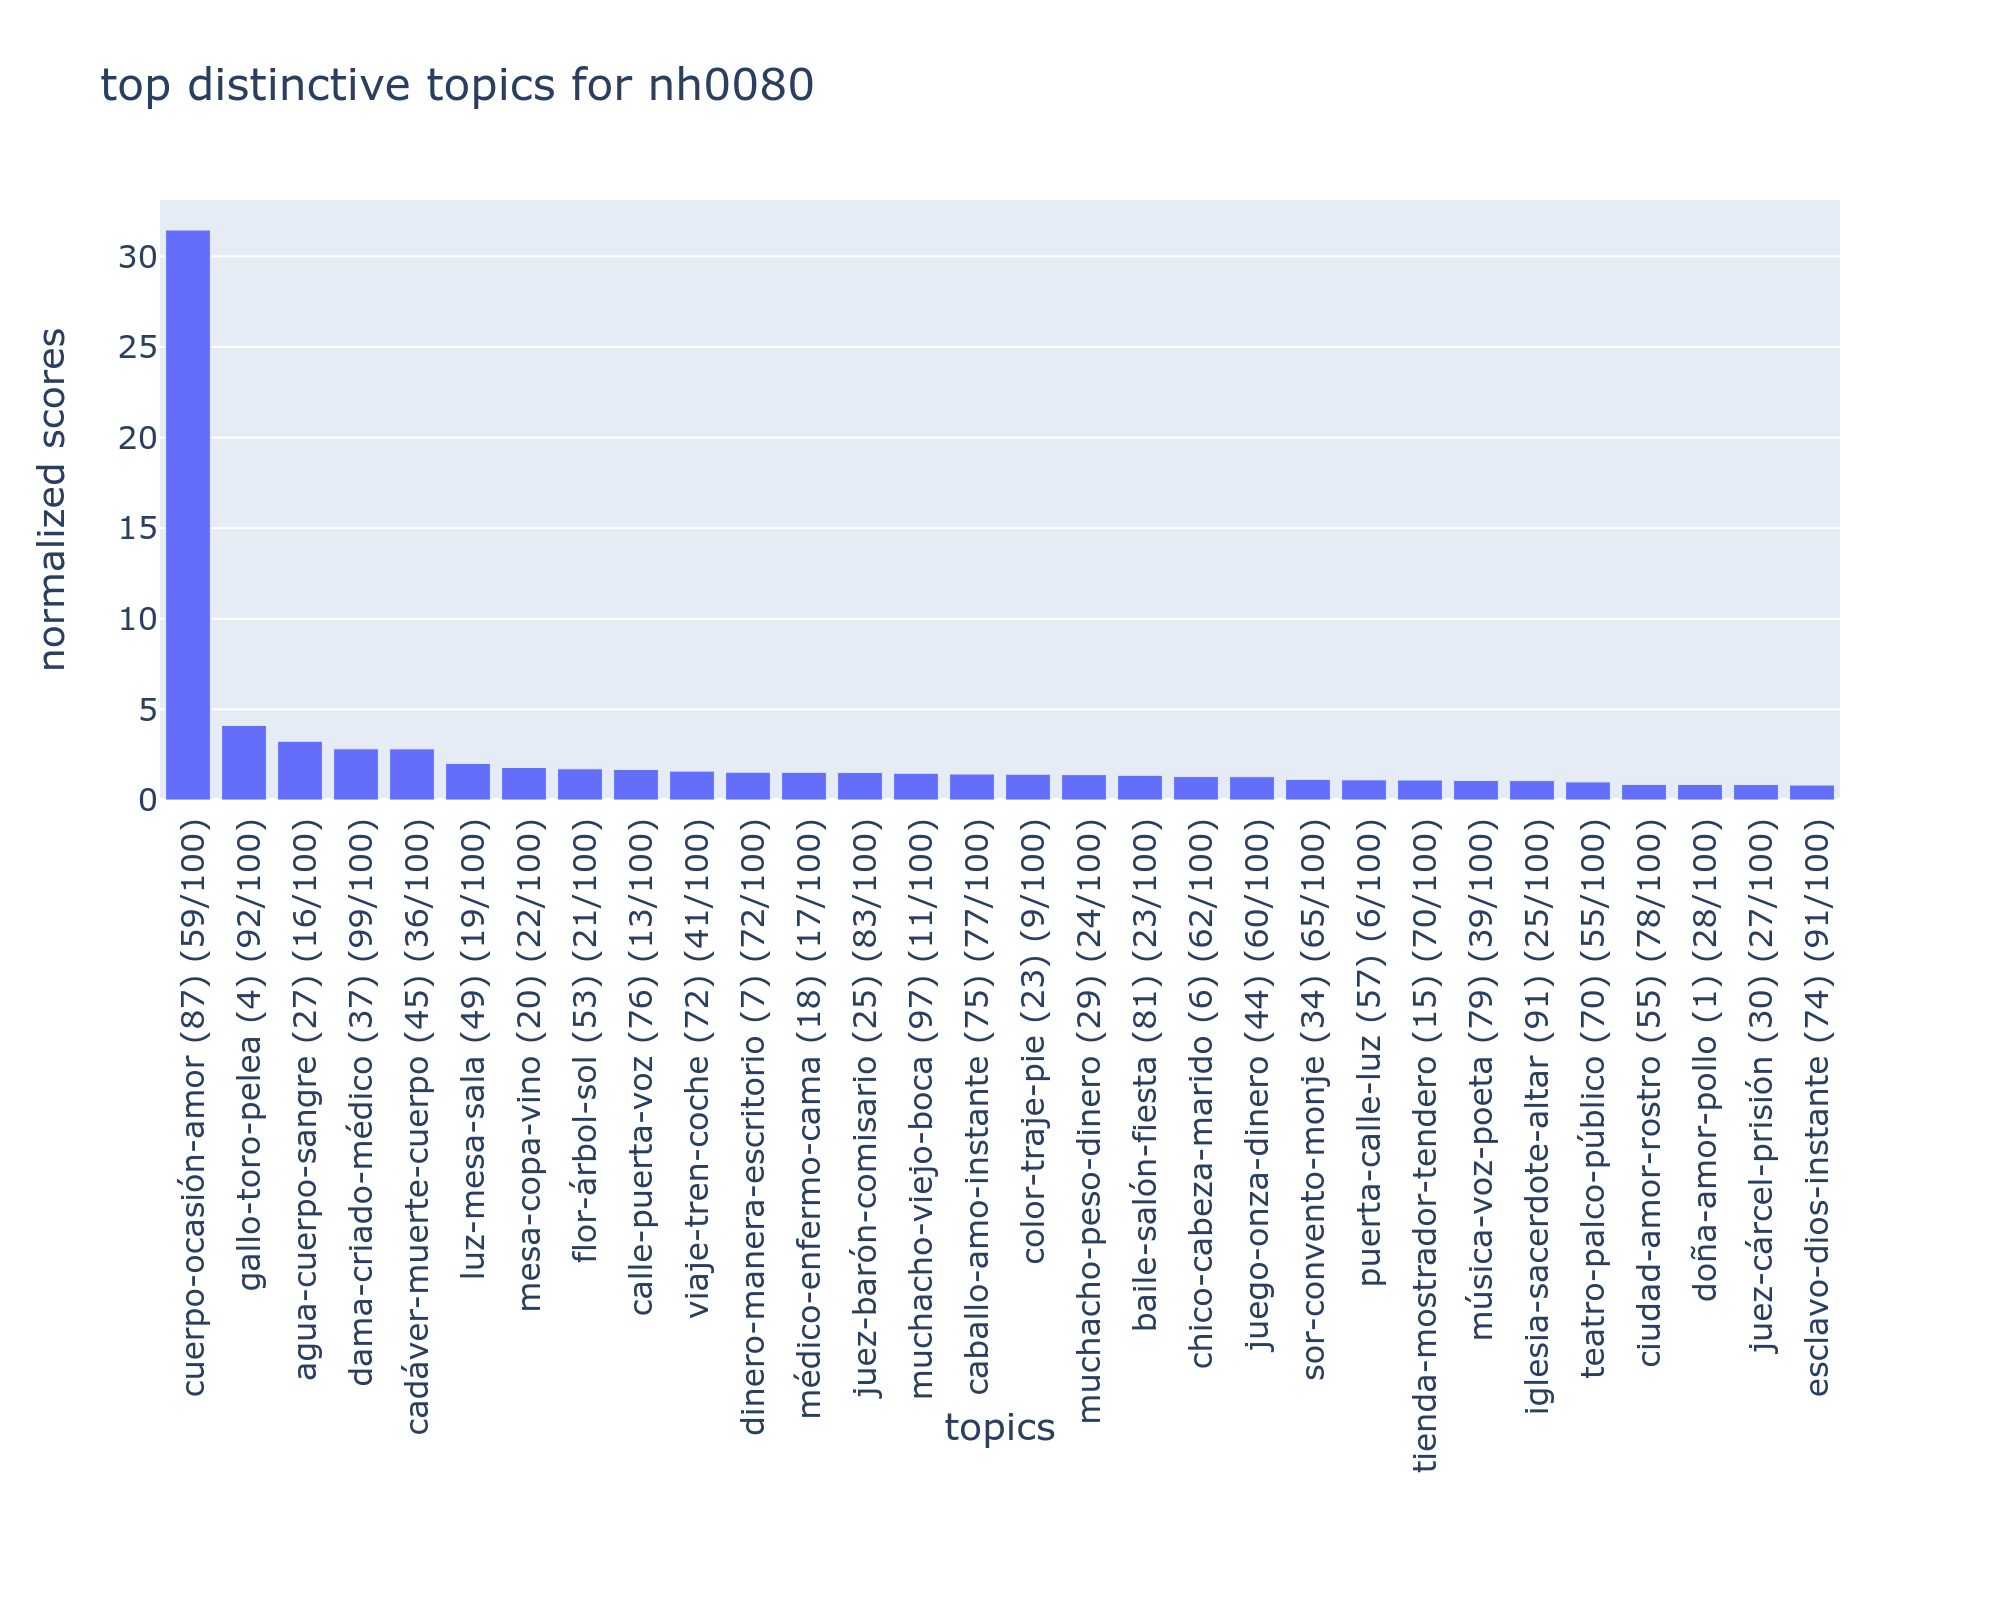 top distinctive topics for nh0080
normalized scores
30
25
20
15
10
5
0
cuerpo-ocasión-amor (87) (59/100)
gallo-toro-pelea (4) (92/100)
agua-cuerpo-sangre (27) (16/100)
dama-criado-médico (37) (99/100)
cadáver-muerte-cuerpo (45) (36/100)
luz-mesa-sala (49) (19/100)
mesa-copa-vino (20) (22/100)
flor-árbol-sol (53) (21/100)
calle-puerta-voz (76) (13/100)
viaje-tren-coche (72) (41/100)
dinero-manera-escritorio (7) (72/100)
médico-enfermo-cama (18) (17/100)
juez-barón-comisario (25) (83/100)
muchacho-viejo-boca (97) (11/100)
caballo-amo-instante (75) (77/100)
color-traje-pie (23) (9/100)
muchacho-peso-dinero (29) (24/100)
baile-salón-fiesta (81) (23/100)
chico-cabeza-marido (6) (62/100)
juego-onza-dinero (44) (60/100)
sor-convento-monje (34) (65/100)
puerta-calle-luz (57) (6/100)
tienda-mostrador-tendero (15) (70/100)
música-voz-poeta (79) (39/100)
iglesia-sacerdote-altar (91) (25/100)
teatro-palco-público (70) (55/100)
ciudad-amor-rostro (55) (78/100)
doña-amor-pollo (1) (28/100)
juez-cárcel-prisión (30) (27/100)
esclavo-dios-instante (74) (91/100)
topics